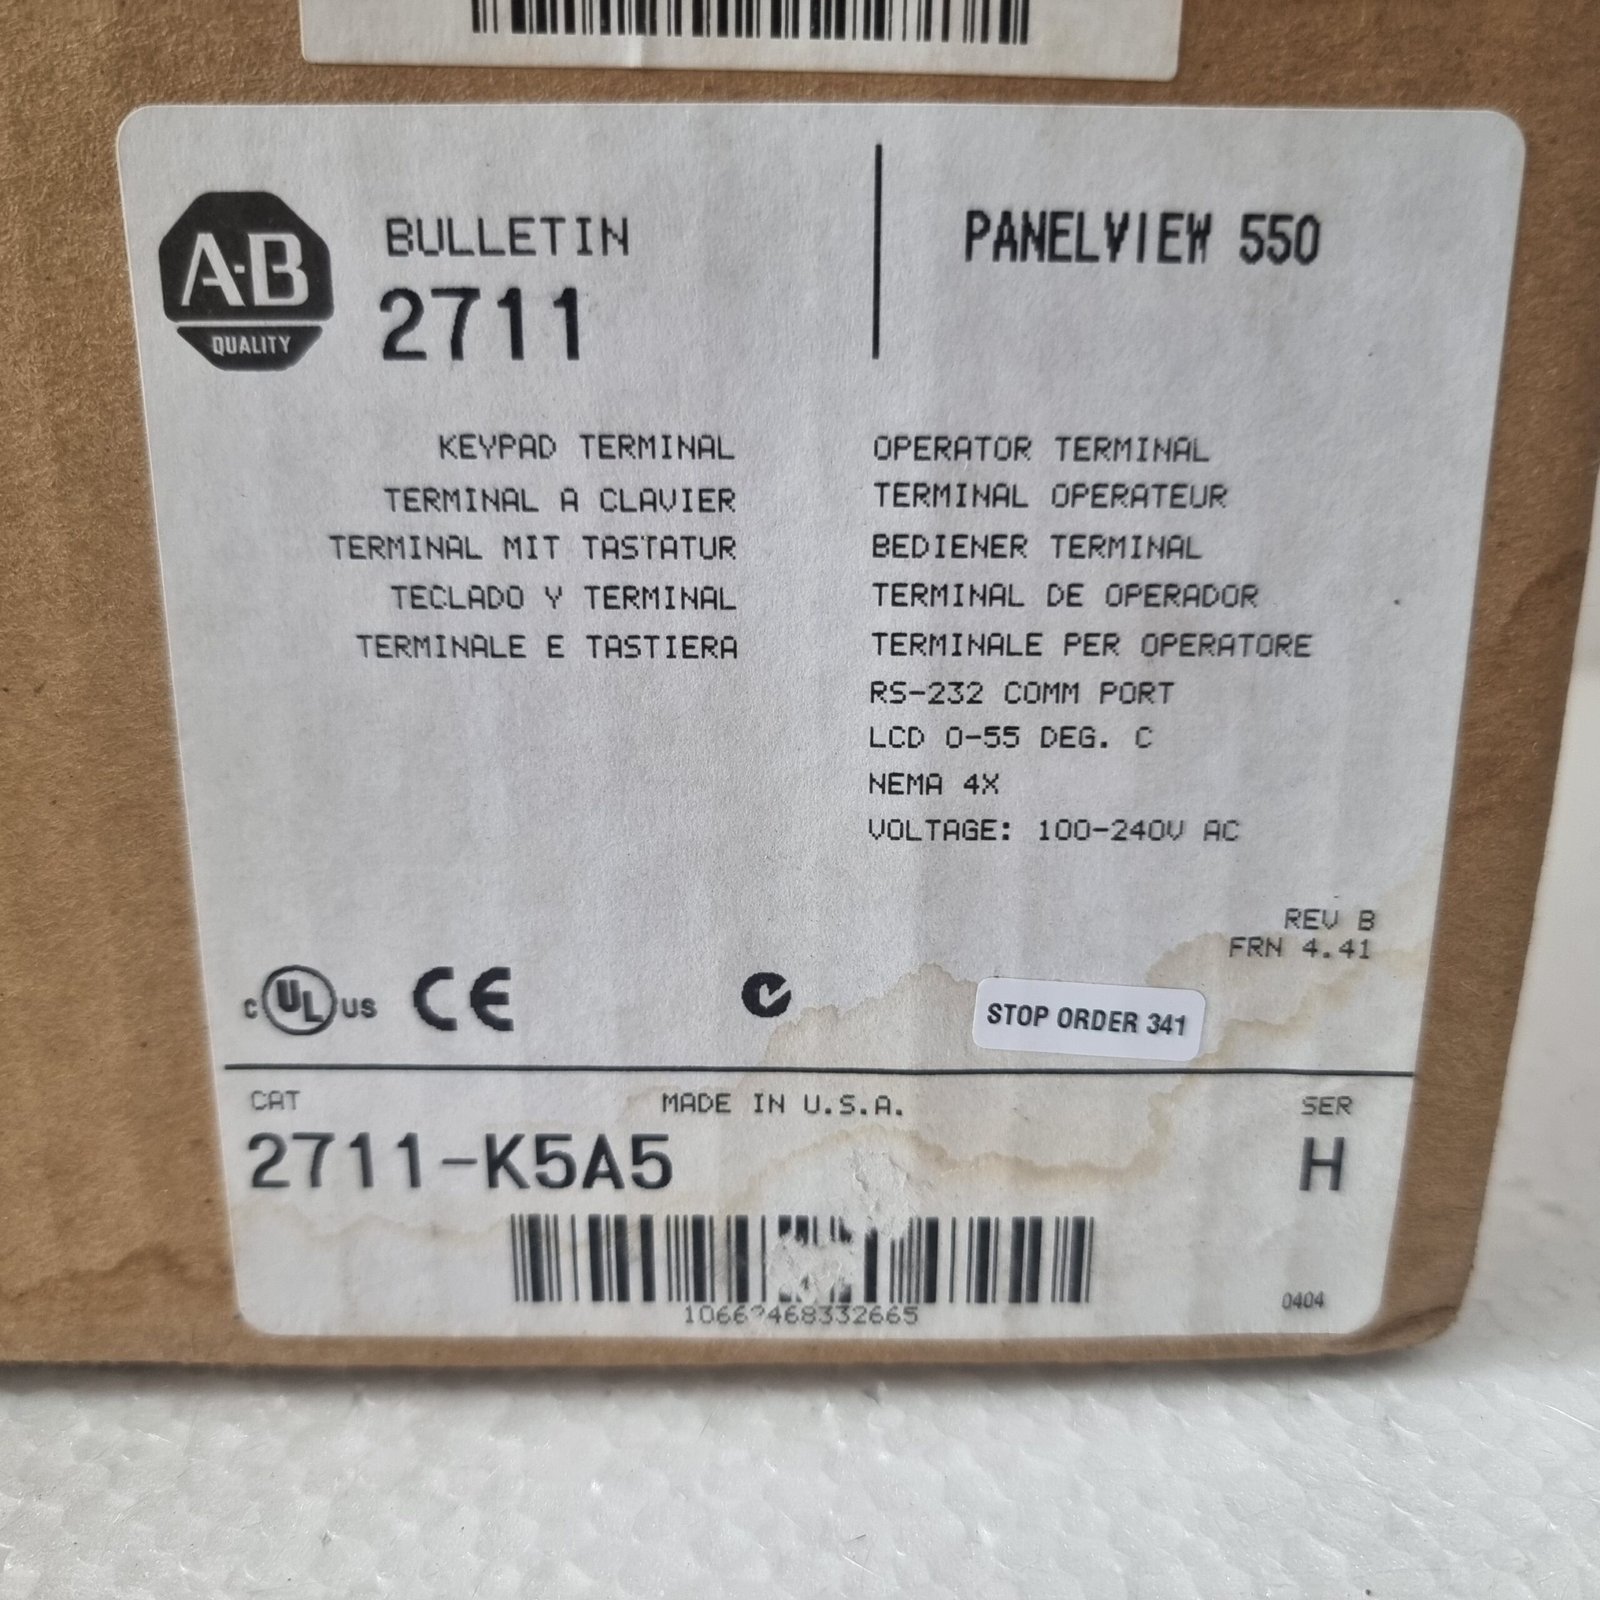 A-B
QUALITY
BULLETIN
2711
PANELVIEW 550
KEYPAD TERMINAL
TERMINAL A CLAVIER
TERMINAL MIT TASTATUR
TECLADO Y TERMINAL
TERMINALE E TASTIERA
OPERATOR TERMINAL
TERMINAL OPERATEUR
BEDIENER TERMINAL
TERMINAL DE OPERADOR
TERMINALE PER OPERATORE
RS-232 COMM PORT
LCD 0-55 DEG. C
NEMA 4X
VOLTAGE: 100-240V AC
REV B
FRN 4.41
C UL US CE
STOP ORDER 341
CAT
MADE IN U.S.A.
SER
2711-K5A5
H
0404